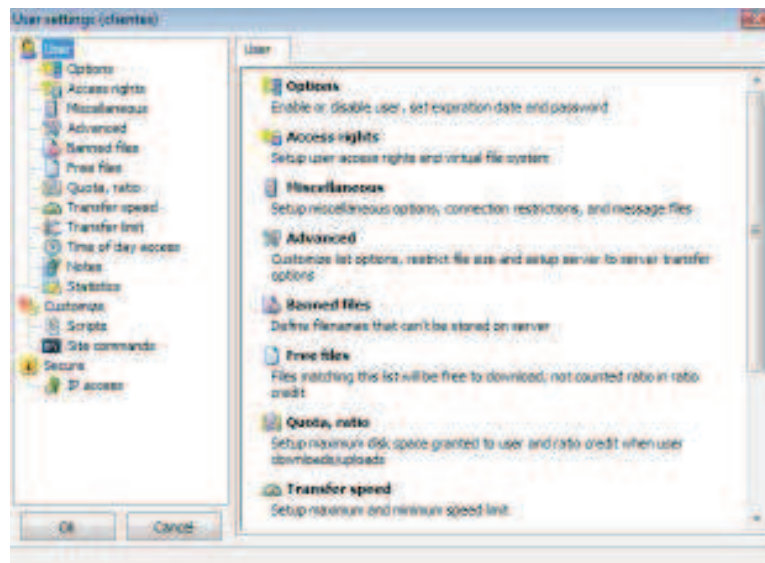 User settings (clientes)
User
Options
Access rights
Miscellaneous
Advanced
Banned files
Free files
Quota, ratio
Transfer speed
Transfer limit
Time of day access
Notes
Statistics
Customize
Scripts
Site commands
Secure
IP access
Ok
Cancel
User
Options
Enable or disable user, set expiration date and password
Access rights
Setup user access rights and virtual file system
Miscellaneous
Setup miscellaneous options, connection restrictions, and message files
Advanced
Customize list options, restrict file size and setup server to server transfer
options
Banned files
Define filenames that can't be stored on server
Free files
Files matching this list will be free to download, not counted ratio in ratio
credit
Quota, ratio
Setup maximum disk space granted to user and ratio credit when user
downloads/uploads
Transfer speed
Setup maximum and minimum speed limit